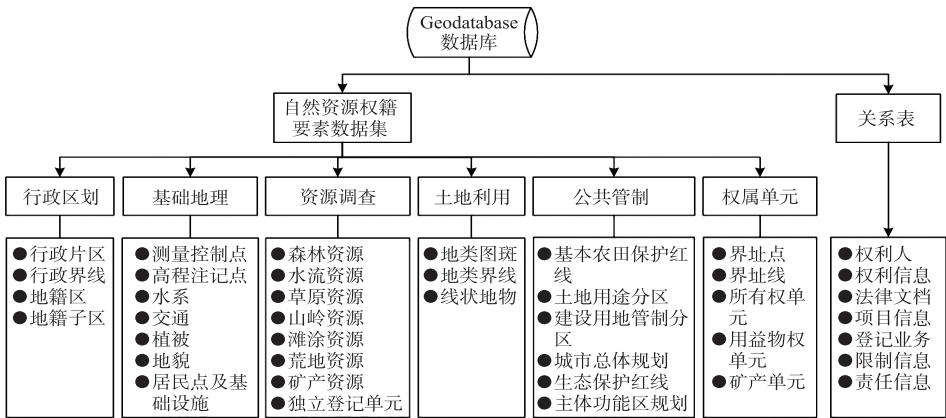 Geodatabase
数据库
自然资源权籍
要素数据集
关系表
行政区划
基础地理
资源调查
土地利用
公共管制
权属单元
●行政片区
●行政界线
●地籍区
●地籍子区
●测量控制点
●高程注记点
●水系
●交通
●植被
●地貌
●居民点及基
础设施
●森林资源
●水流资源
●草原资源
●山岭资源
●滩涂资源
●荒地资源
●矿产资源
●独立登记单元
●地类图斑
●地类界线
●线状地物
●基本农田保护红
线
●土地用途分区
●建设用地管制分
区
●城市总体规划
●生态保护红线
●主体功能区规划
●界址点
●界址线
●所有权单
元
●用益物权
单元
●矿产单元
●权利人
●权利信息
●法律文档
●项目信息
●登记业务
●限制信息
●责任信息